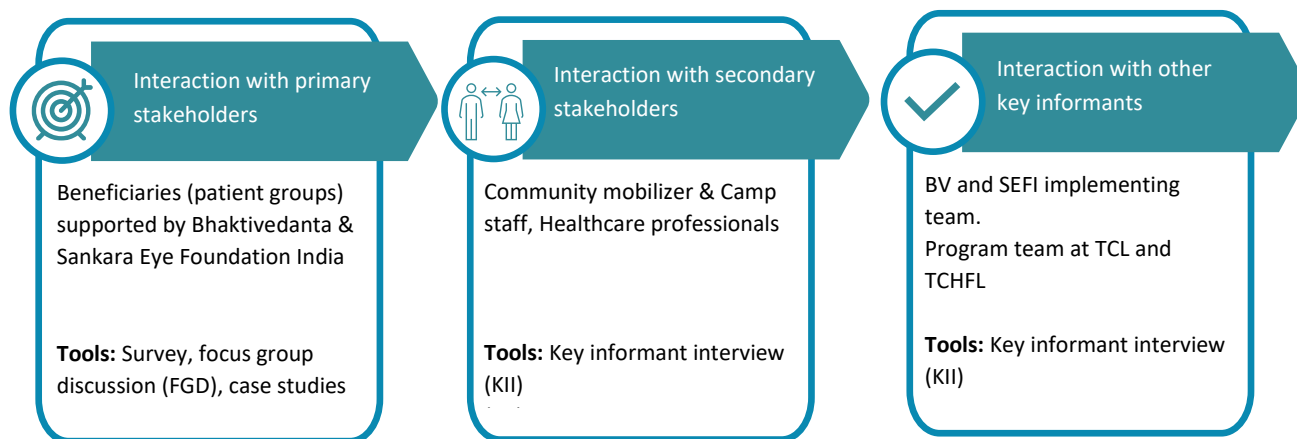 Interaction with primary
stakeholders
Beneficiaries (patient groups)
supported by Bhaktivedanta &
Sankara Eye Foundation India
Tools: Survey, focus group
discussion (FGD), case studies
Interaction with secondary
stakeholders
Community mobilizer & Camp
staff, Healthcare professionals
Tools: Key informant interview
(KII)
Interaction with other
key informants
BV and SEFI implementing
team.
Program team at TCL and
TCHFL
Tools: Key informant interview
(KII)